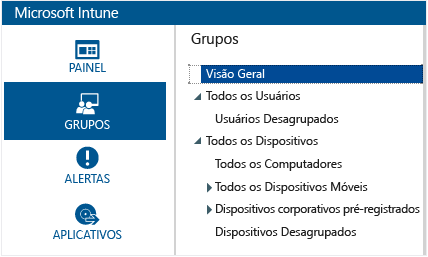 Microsoft Intune
PAINEL
GRUPOS
ALERTAS
APLICATIVOS
Grupos
Visão Geral
Todos os Usuários
Usuários Desagrupados
Todos os Dispositivos
Todos os Computadores
Todos os Dispositivos Móveis
Dispositivos corporativos pré-registrados
Dispositivos Desagrupados